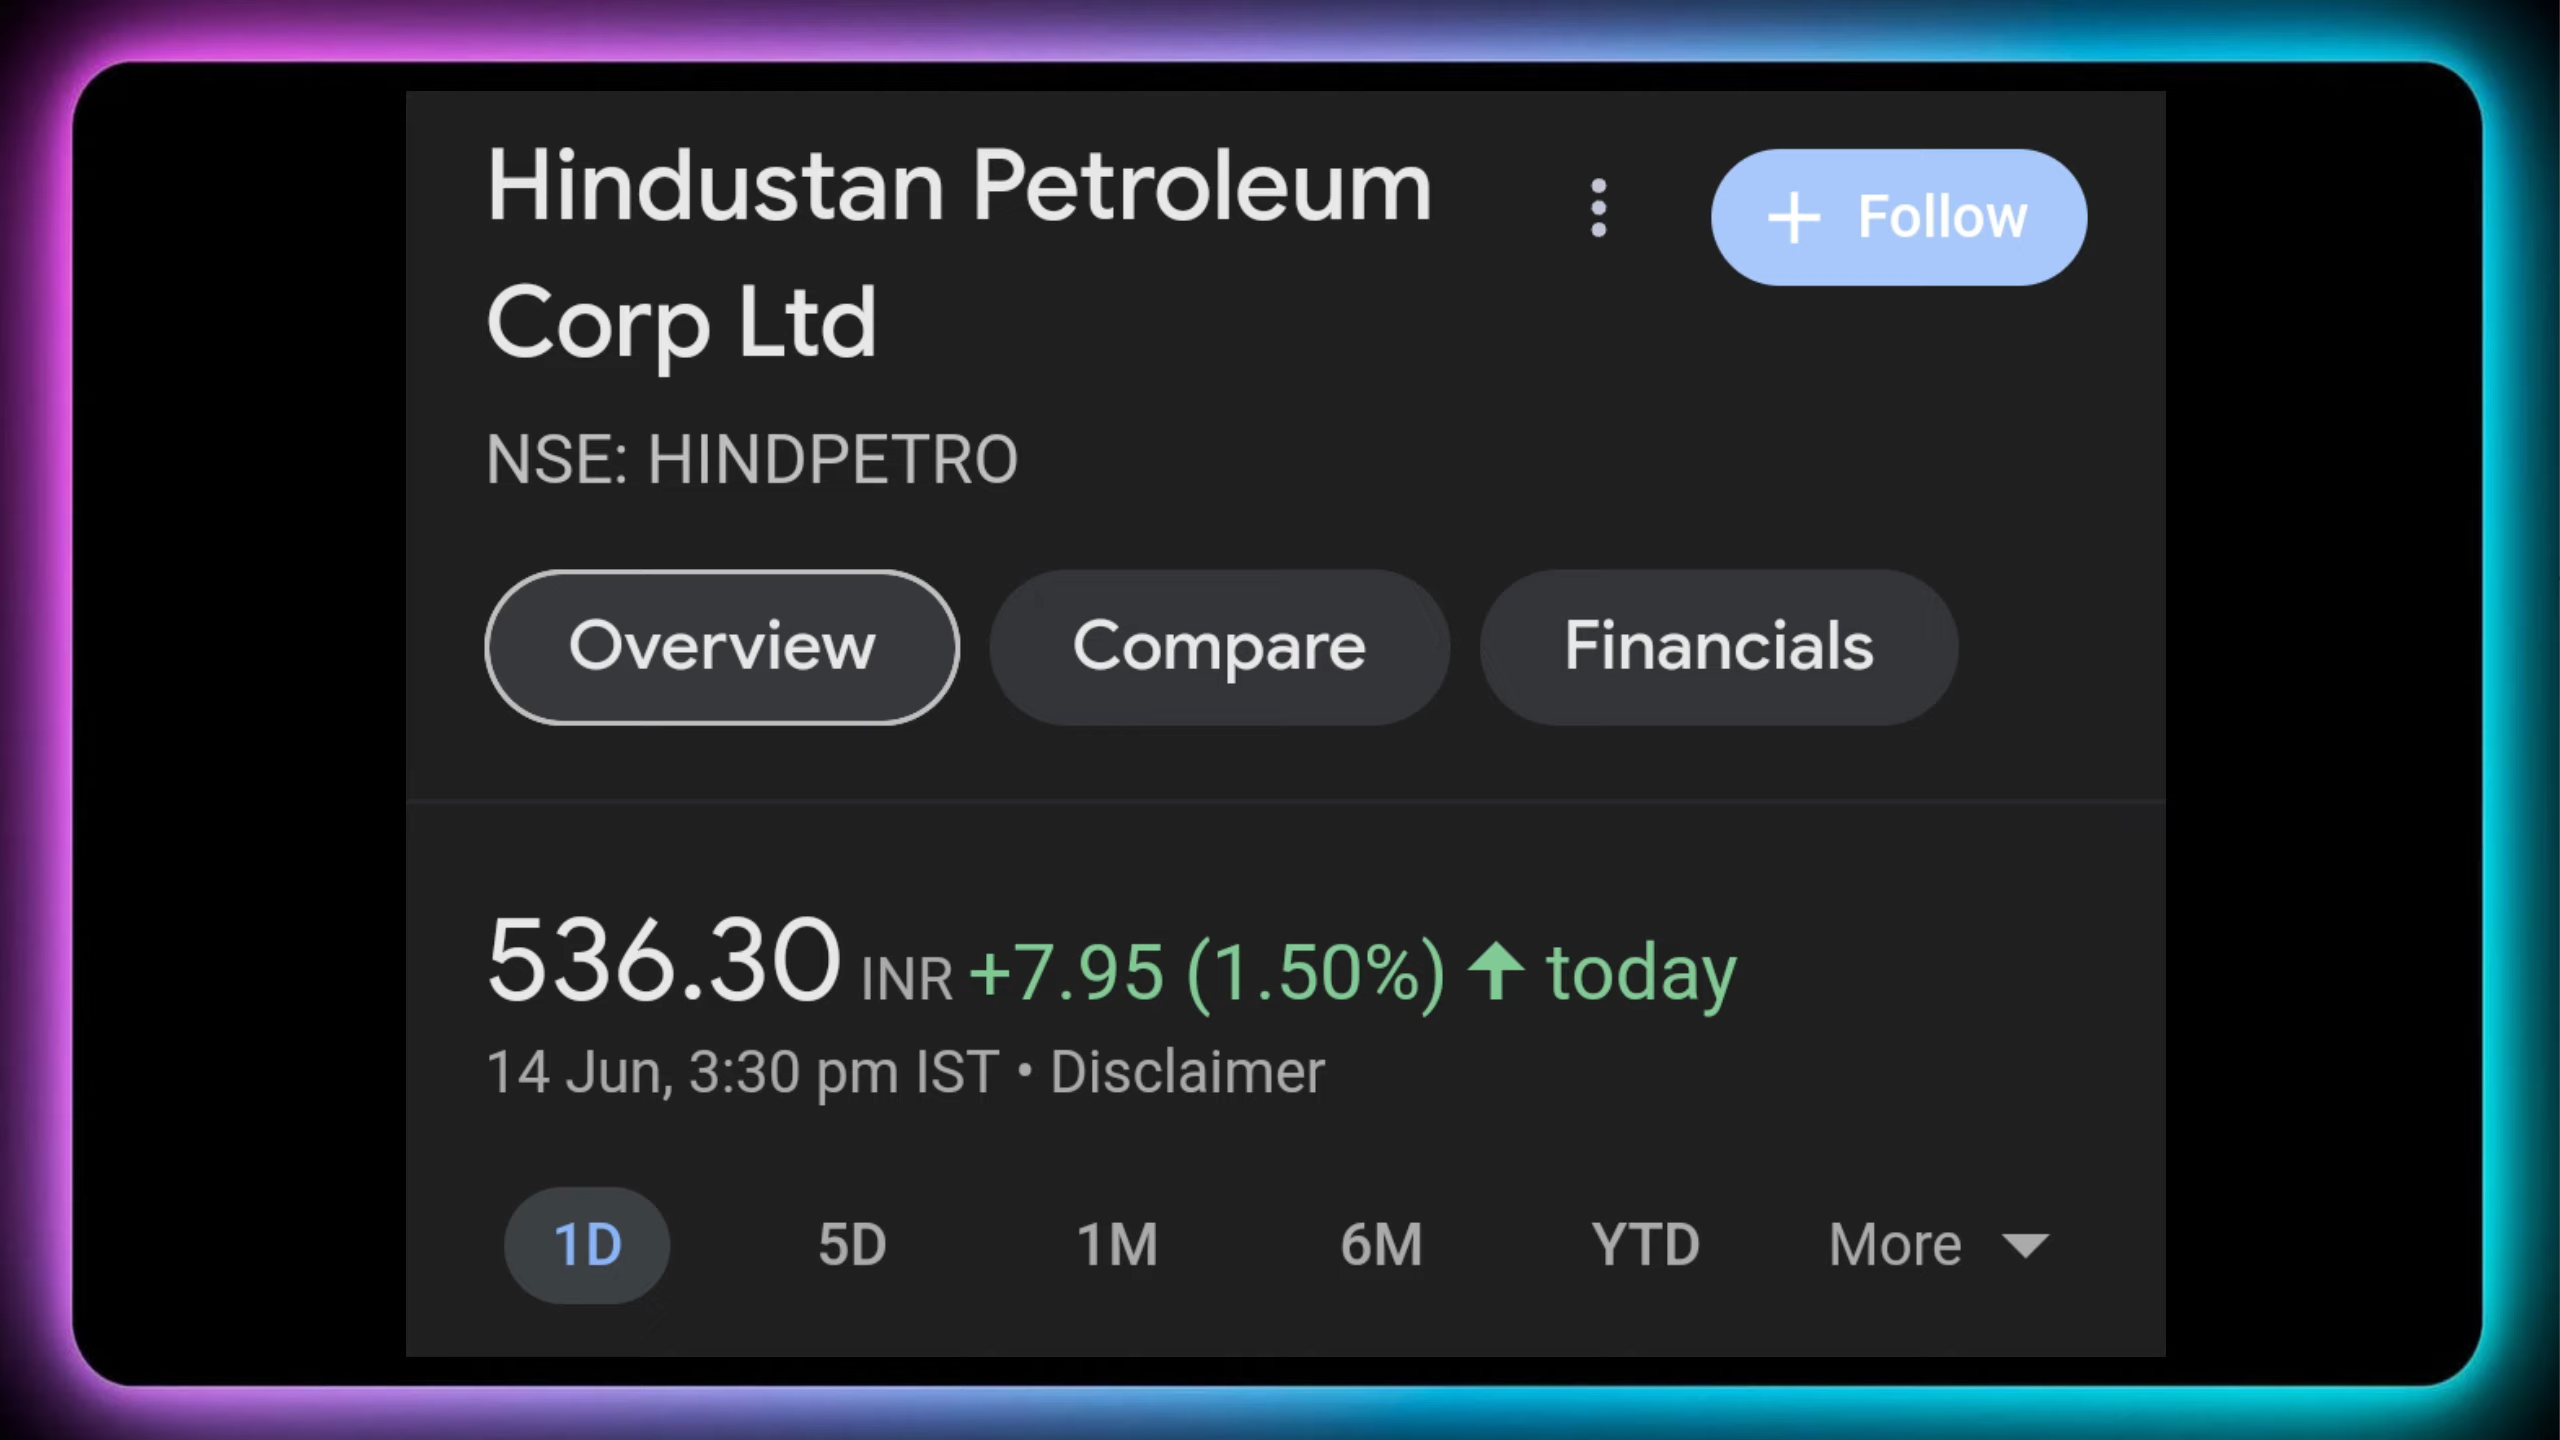 Hindustan Petroleum
Corp Ltd
+ Follow
NSE: HINDPETRO
Overview
Compare
Financials
536.30 INR +7.95 (1.50%) ↑ today
14 Jun, 3:30 pm IST • Disclaimer
1D 5D 1M 6M YTD More